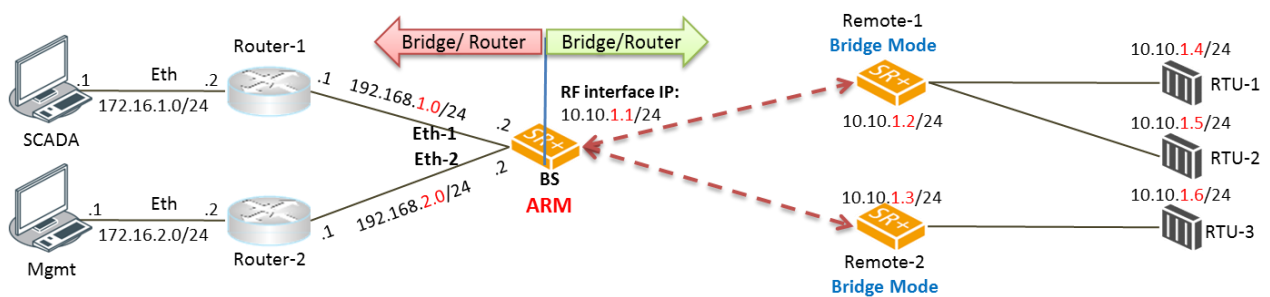 Bridge/ Router
Bridge/Router
Remote-1
Bridge Mode
Router-1
10.10.1.4/24
RTU-1
.1
Eth
.2
172.16.1.0/24
SCADA
.1
192.168.1.0/24
.2
Eth-1
RF interface IP:
10.10.1.1/24
SR+
10.10.1.2/24
10.10.1.5/24
RTU-2
Eth-2
.2
SR+
BS
ARM
.1
Eth
.2
172.16.2.0/24
Mgmt
Router-2
.1
192.168.2.0/24
10.10.1.3/24
SR+
Remote-2
Bridge Mode
10.10.1.6/24
RTU-3